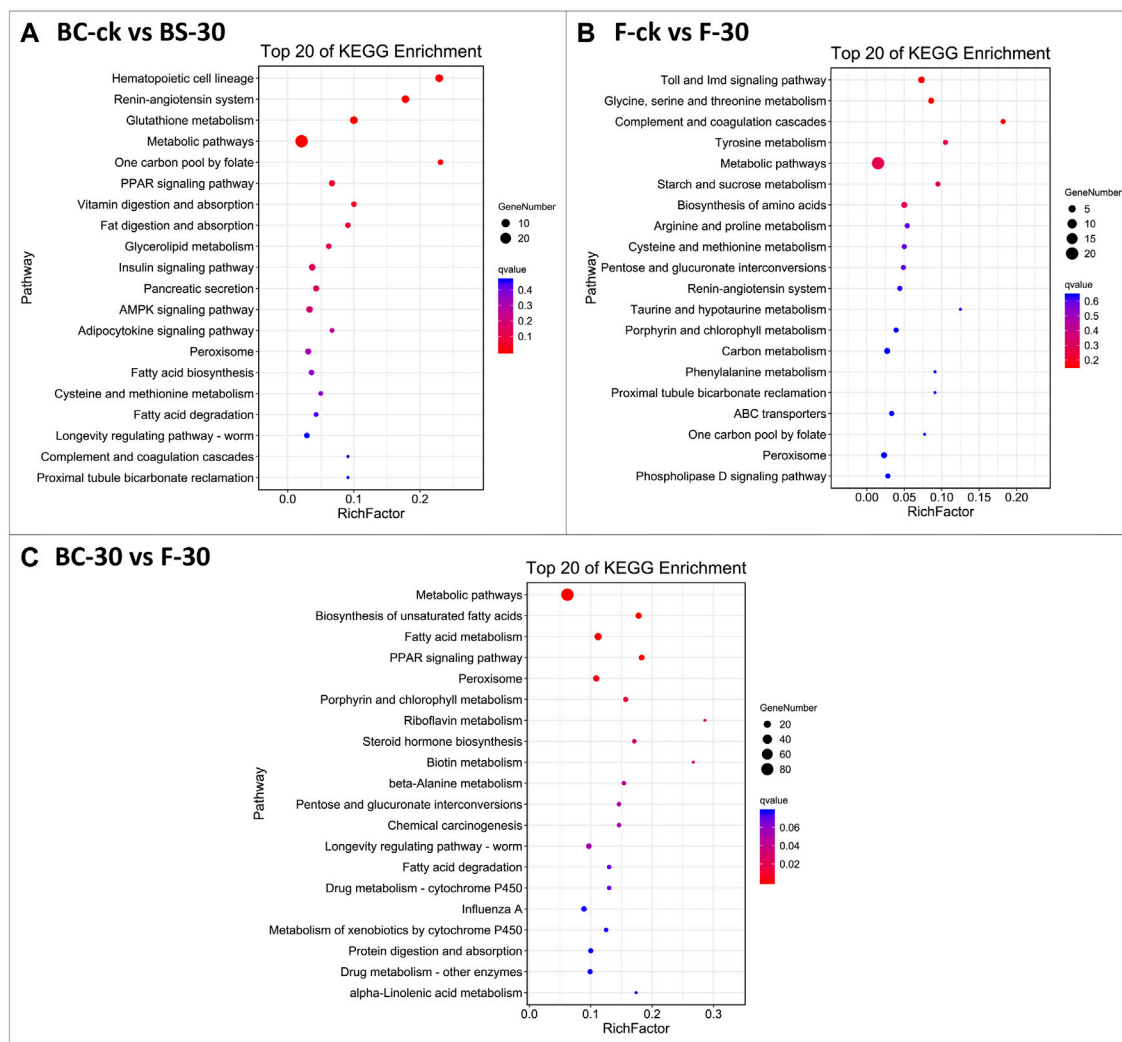 A BC-ck vs BS-30
Top 20 of KEGG Enrichment
Hematopoietic cell lineage
Renin-angiotensin system
Glutathione metabolism
Metabolic pathways
One carbon pool by folate
PPAR signaling pathway
Vitamin digestion and absorption
Fat digestion and absorption
Glycerolipid metabolism
Insulin signaling pathway
Pancreatic secretion
AMPK signaling pathway
Adipocytokine signaling pathway
Peroxisome
Fatty acid biosynthesis
Cysteine and methionine metabolism
Fatty acid degradation
Longevity regulating pathway - worm
Complement and coagulation cascades
Proximal tubule bicarbonate reclamation
Pathway
0.0 0.1 0.2
RichFactor
GeneNumber
10
20
qvalue
0.4
0.3
0.2
0.1
B F-ck vs F-30
Top 20 of KEGG Enrichment
Toll and Imd signaling pathway
Glycine, serine and threonine metabolism
Complement and coagulation cascades
Tyrosine metabolism
Metabolic pathways
Starch and sucrose metabolism
Biosynthesis of amino acids
Arginine and proline metabolism
Cysteine and methionine metabolism
Pentose and glucuronate interconversions
Renin-angiotensin system
Taurine and hypotaurine metabolism
Porphyrin and chlorophyll metabolism
Carbon metabolism
Phenylalanine metabolism
Proximal tubule bicarbonate reclamation
ABC transporters
One carbon pool by folate
Peroxisome
Phospholipase D signaling pathway
Pathway
0.00 0.05 0.10 0.15 0.20
RichFactor
GeneNumber
5
10
15
20
qvalue
0.6
0.5
0.4
0.3
0.2
C BC-30 vs F-30
Top 20 of KEGG Enrichment
Metabolic pathways
Biosynthesis of unsaturated fatty acids
Fatty acid metabolism
PPAR signaling pathway
Peroxisome
Porphyrin and chlorophyll metabolism
Riboflavin metabolism
Steroid hormone biosynthesis
Biotin metabolism
beta-Alanine metabolism
Pentose and glucuronate interconversions
Chemical carcinogenesis
Longevity regulating pathway - worm
Fatty acid degradation
Drug metabolism - cytochrome P450
Influenza A
Metabolism of xenobiotics by cytochrome P450
Protein digestion and absorption
Drug metabolism - other enzymes
alpha-Linolenic acid metabolism
Pathway
0.0 0.1 0.2 0.3
RichFactor
GeneNumber
20
40
60
80
qvalue
0.06
0.04
0.02